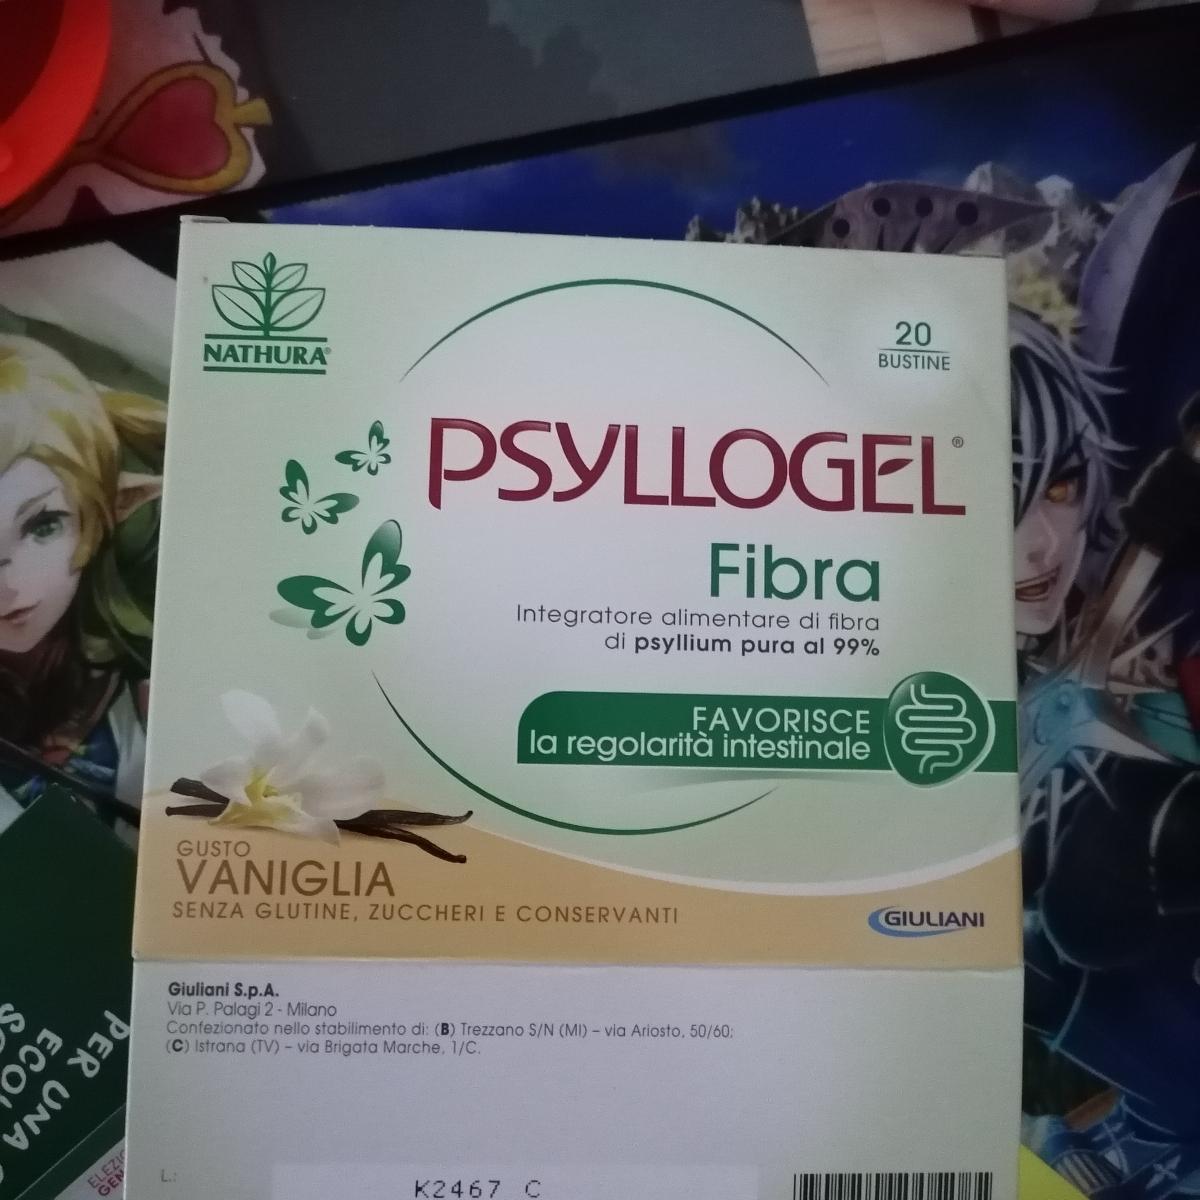 NATHURA®
20
BUSTINE
PSYLLOGEL®
Fibra
Integratore alimentare di fibra
di psyllium pura al 99%
FAVORISCE
la regolarità intestinale
GUSTO
VANIGLIA
SENZA GLUTINE, ZUCCHERI E CONSERVANTI
GIULIANI
Giuliani S.p.A.
Via P. Palagi 2 - Milano
Confezionato nello stabilimento di: (B) Trezzano S/N (MI) – via Ariosto, 50/60;
(C) Istrana (TV) – via Brigata Marche, 1/C.
L.:
K2467 C
PER UNA